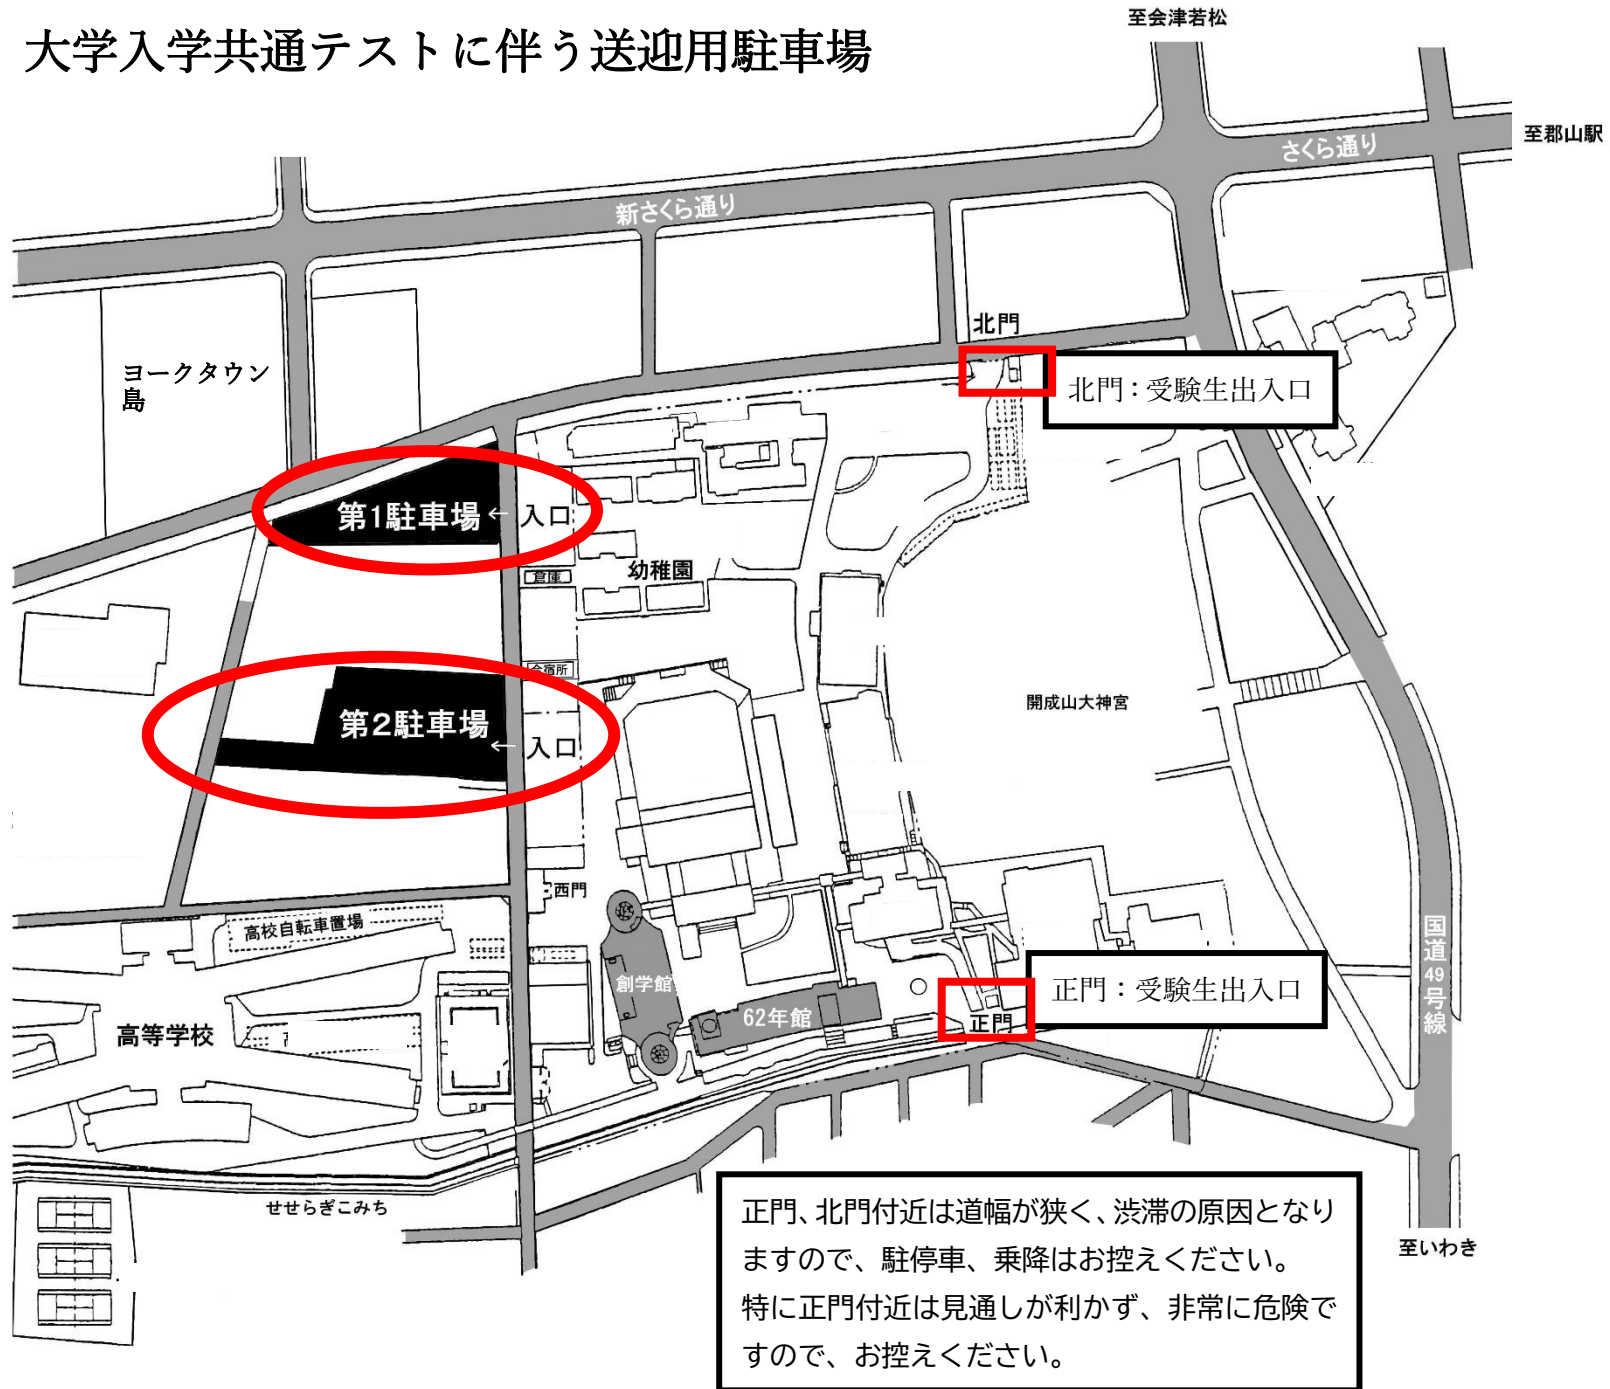 大学入学共通テストに伴う送迎用駐車場
至会津若松
至郡山駅
さくら通り
新さくら通り
北門
北門：受験生出入口
ヨークタウン
島
第1駐車場
←
入口
倉庫
幼稚園
合宿所
開成山大神宮
第2駐車場
←
入口
西門
高校自転車置場
国道49号線
創学館
正門：受験生出入口
62年館
正門
高等学校
せせらぎこみち
正門、北門付近は道幅が狭く、渋滞の原因となり
ますので、駐停車、乗降はお控えください。
特に正門付近は見通しが利かず、非常に危険で
すので、お控えください。
至いわき